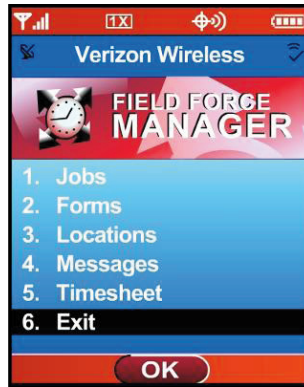 1X
Verizon Wireless
FIELD FORCE
MANAGER
1. Jobs
2. Forms
3. Locations
4. Messages
5. Timesheet
6. Exit
OK